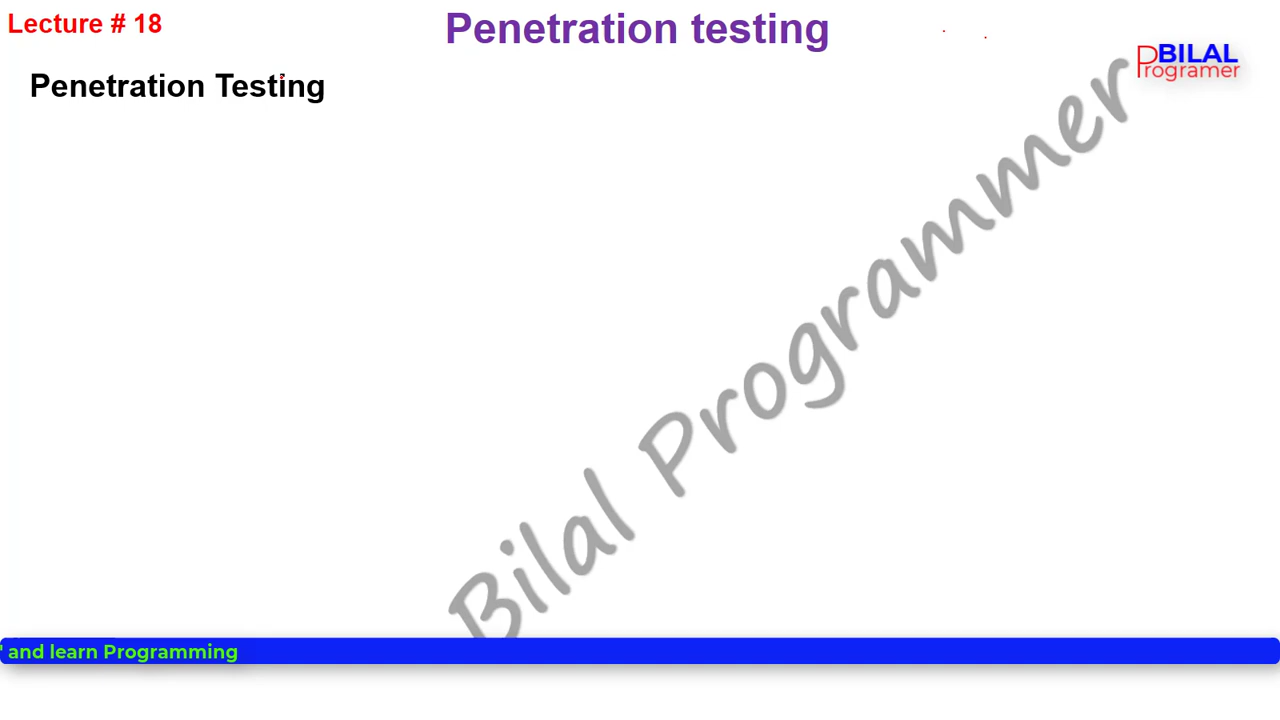 Lecture # 18
Penetration testing
BILAL
Programer
Penetration Testing
Bilal Programmer
' and learn Programming